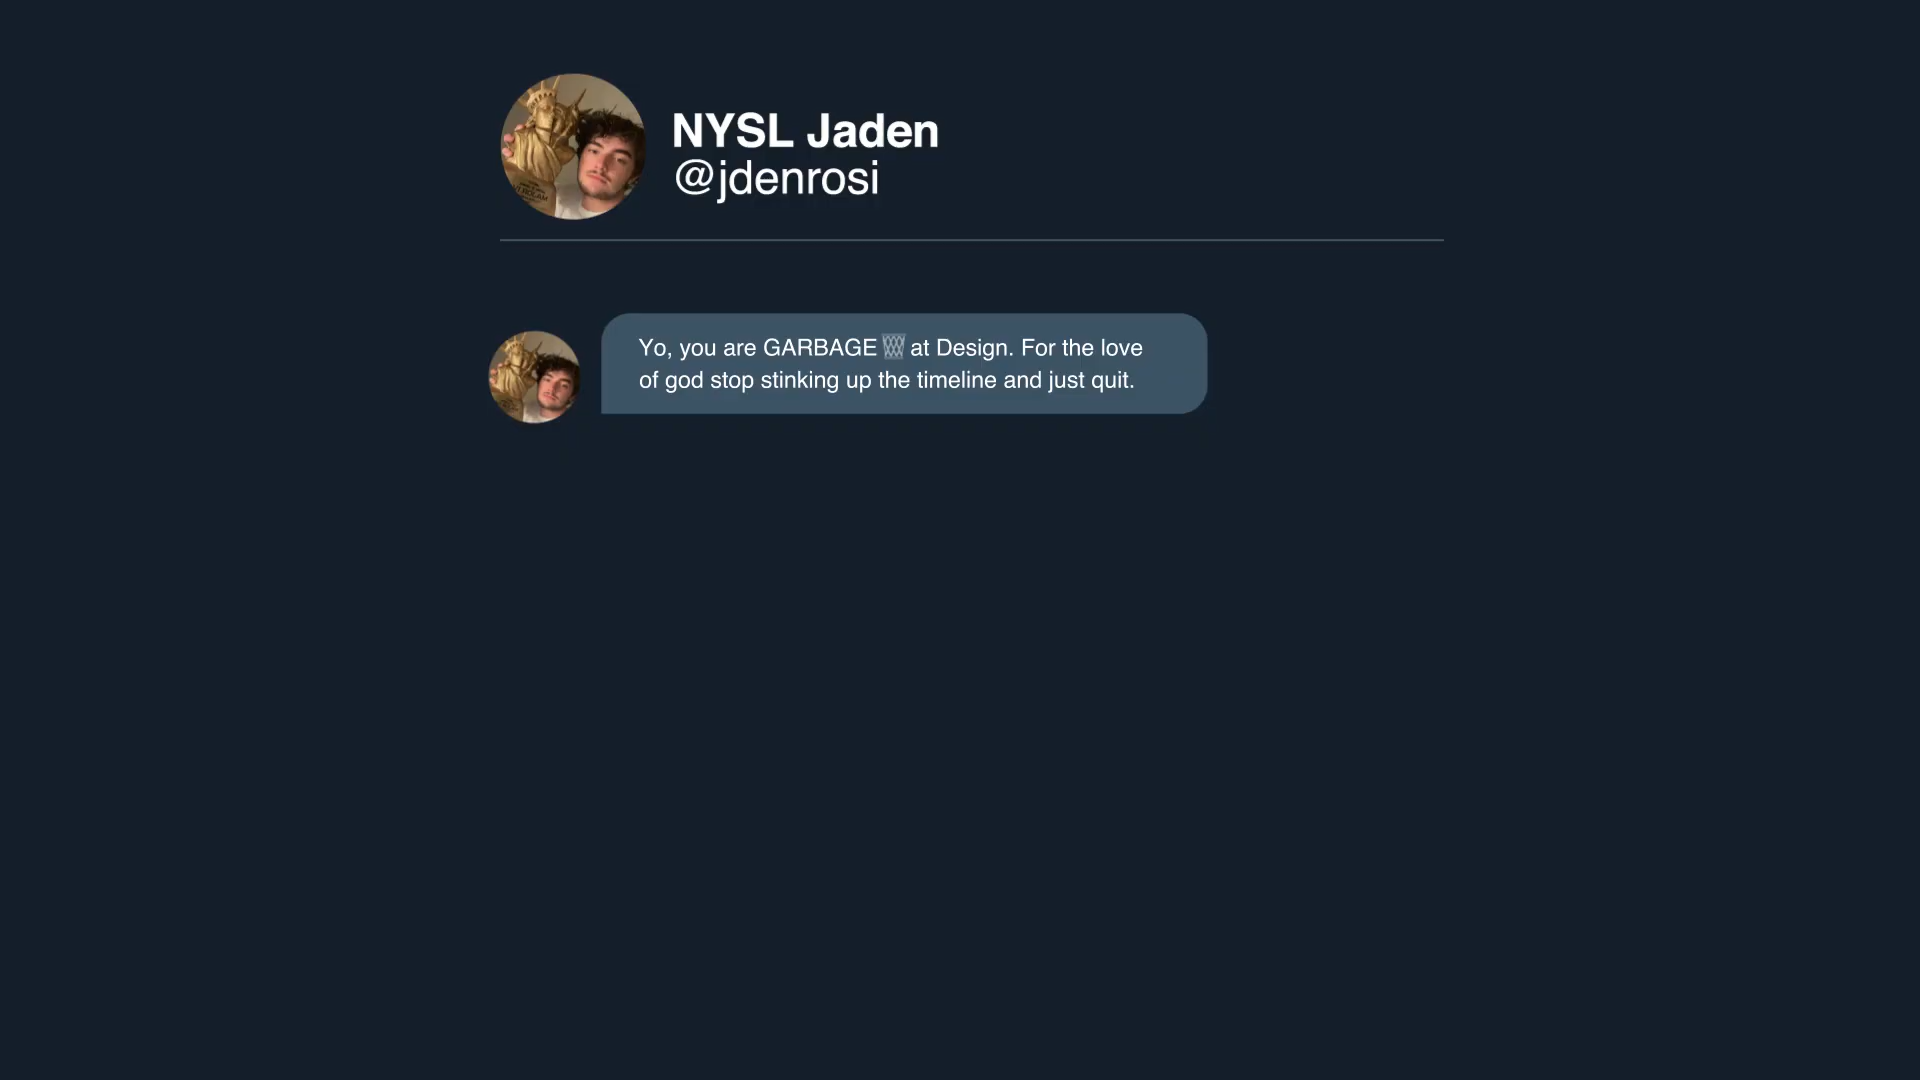 NYSL Jaden
@jdenrosi
Yo, you are GARBAGE 🗑 at Design. For the love
of god stop stinking up the timeline and just quit.